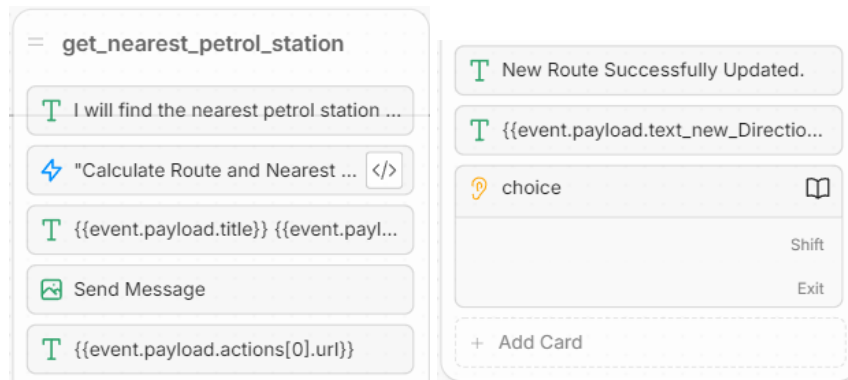 get_nearest_petrol_station
I will find the nearest petrol station ...
"Calculate Route and Nearest ... </>
{{event.payload.title}} {{event.payl...
Send Message
{{event.payload.actions[0].url}}
New Route Successfully Updated.
{{event.payload.text_new_Directio...
choice
Shift
Exit
+ Add Card